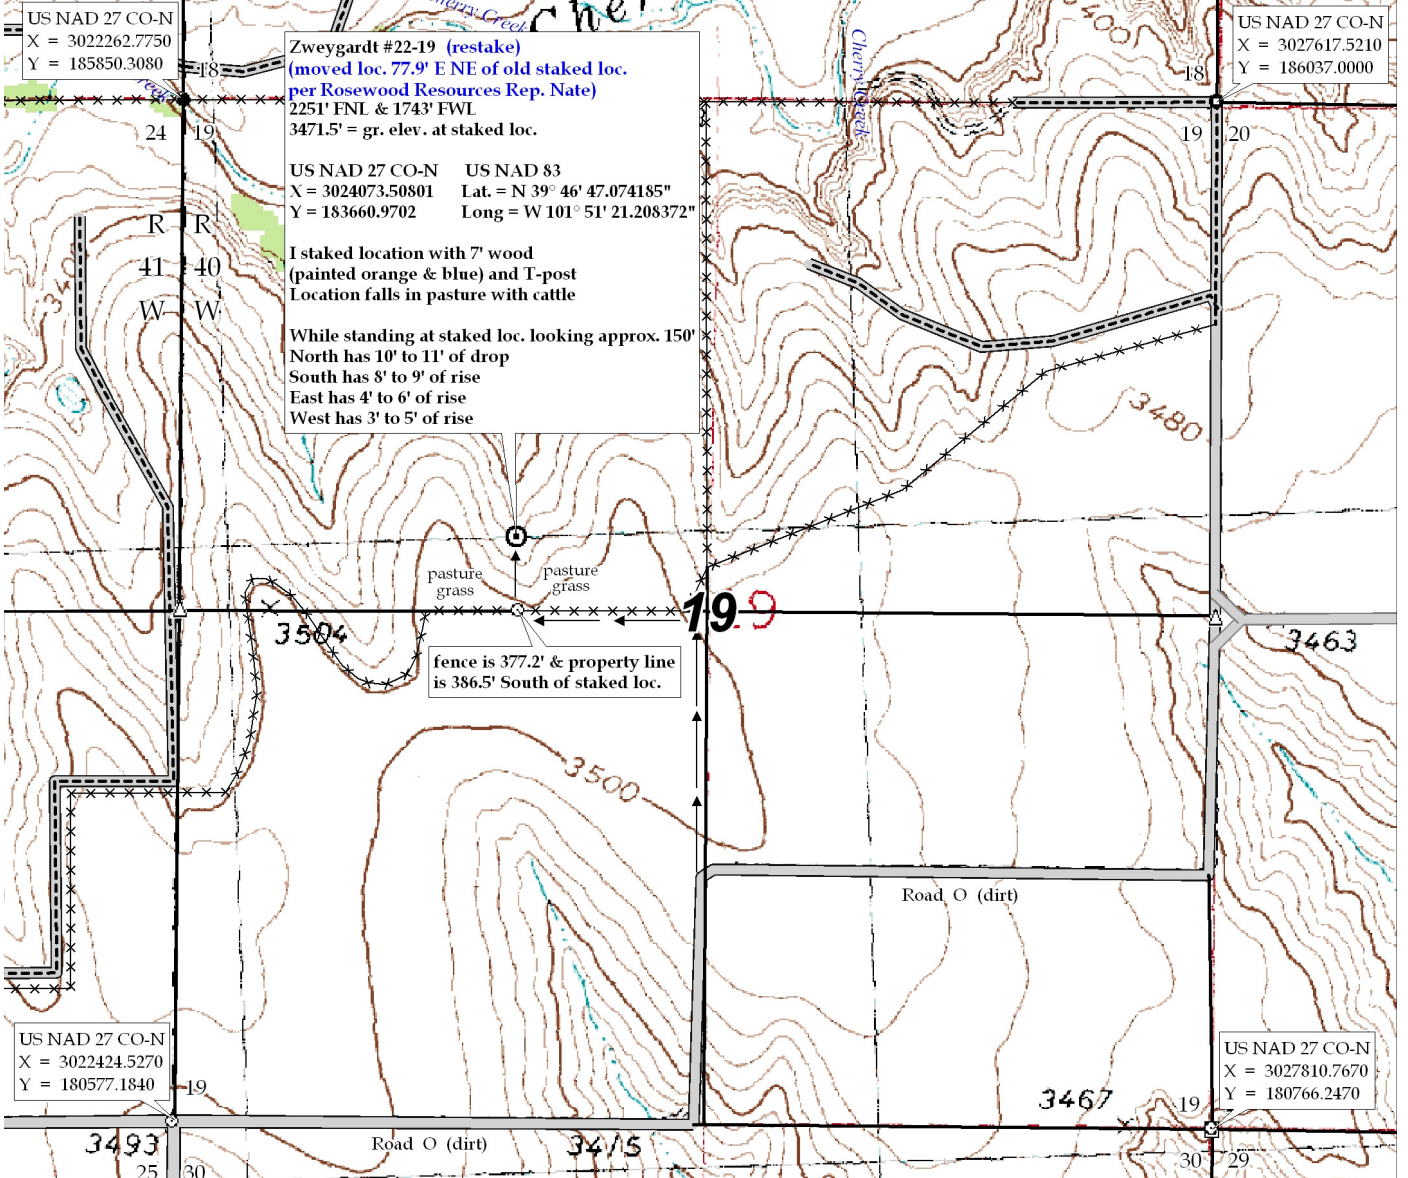 US NAD 27 CO-N
X = 3022262.7750
Y = 185850.3080
Cherry Creek
Che
3400
US NAD 27 CO-N
X = 3027617.5210
Y = 186037.0000
Zweygardt #22-19 (restake)
(moved loc. 77.9' E NE of old staked loc.
per Rosewood Resources Rep. Nate)
2251' FNL & 1743' FWL
3471.5' = gr. elev. at staked loc.
US NAD 27 CO-N US NAD 83
X = 3024073.50801 Lat. = N 39° 46' 47.074185"
Y = 183660.9702 Long = W 101° 51' 21.208372"
I staked location with 7' wood
(painted orange & blue) and T-post
Location falls in pasture with cattle
While standing at staked loc. looking approx. 150'
North has 10' to 11' of drop
South has 8' to 9' of rise
East has 4' to 6' of rise
West has 3' to 5' of rise
18
Creek
24 19
Cherry Creek
18
19 20
R R
41 40
W W
3480
pasture
grass
pasture
grass
19
9
3504
3463
fence is 377.2' & property line
is 386.5' South of staked loc.
3500
Road O (dirt)
US NAD 27 CO-N
X = 3022424.5270
Y = 180577.1840
19
US NAD 27 CO-N
X = 3027810.7670
Y = 180766.2470
3467
19
3493
Road O (dirt)
3475
25 30
30 29